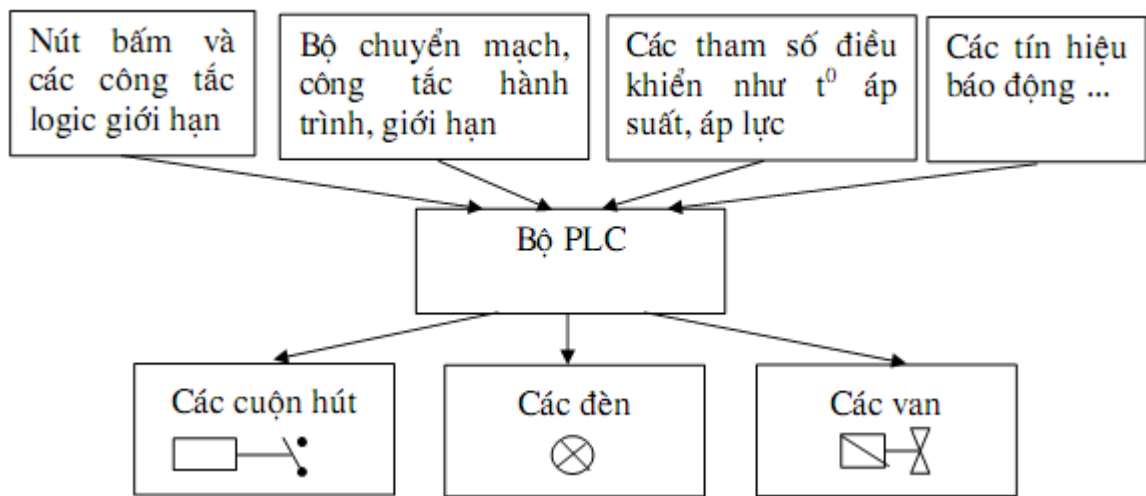 Nút bấm và
các công tắc
logic giới hạn
Bộ chuyển mạch,
công tắc hành
trình, giới hạn
Các tham số điều
khiển như t⁰ áp
suất, áp lực
Các tín hiệu
báo động ...
Bộ PLC
Các cuộn hút
Các đèn
Các van